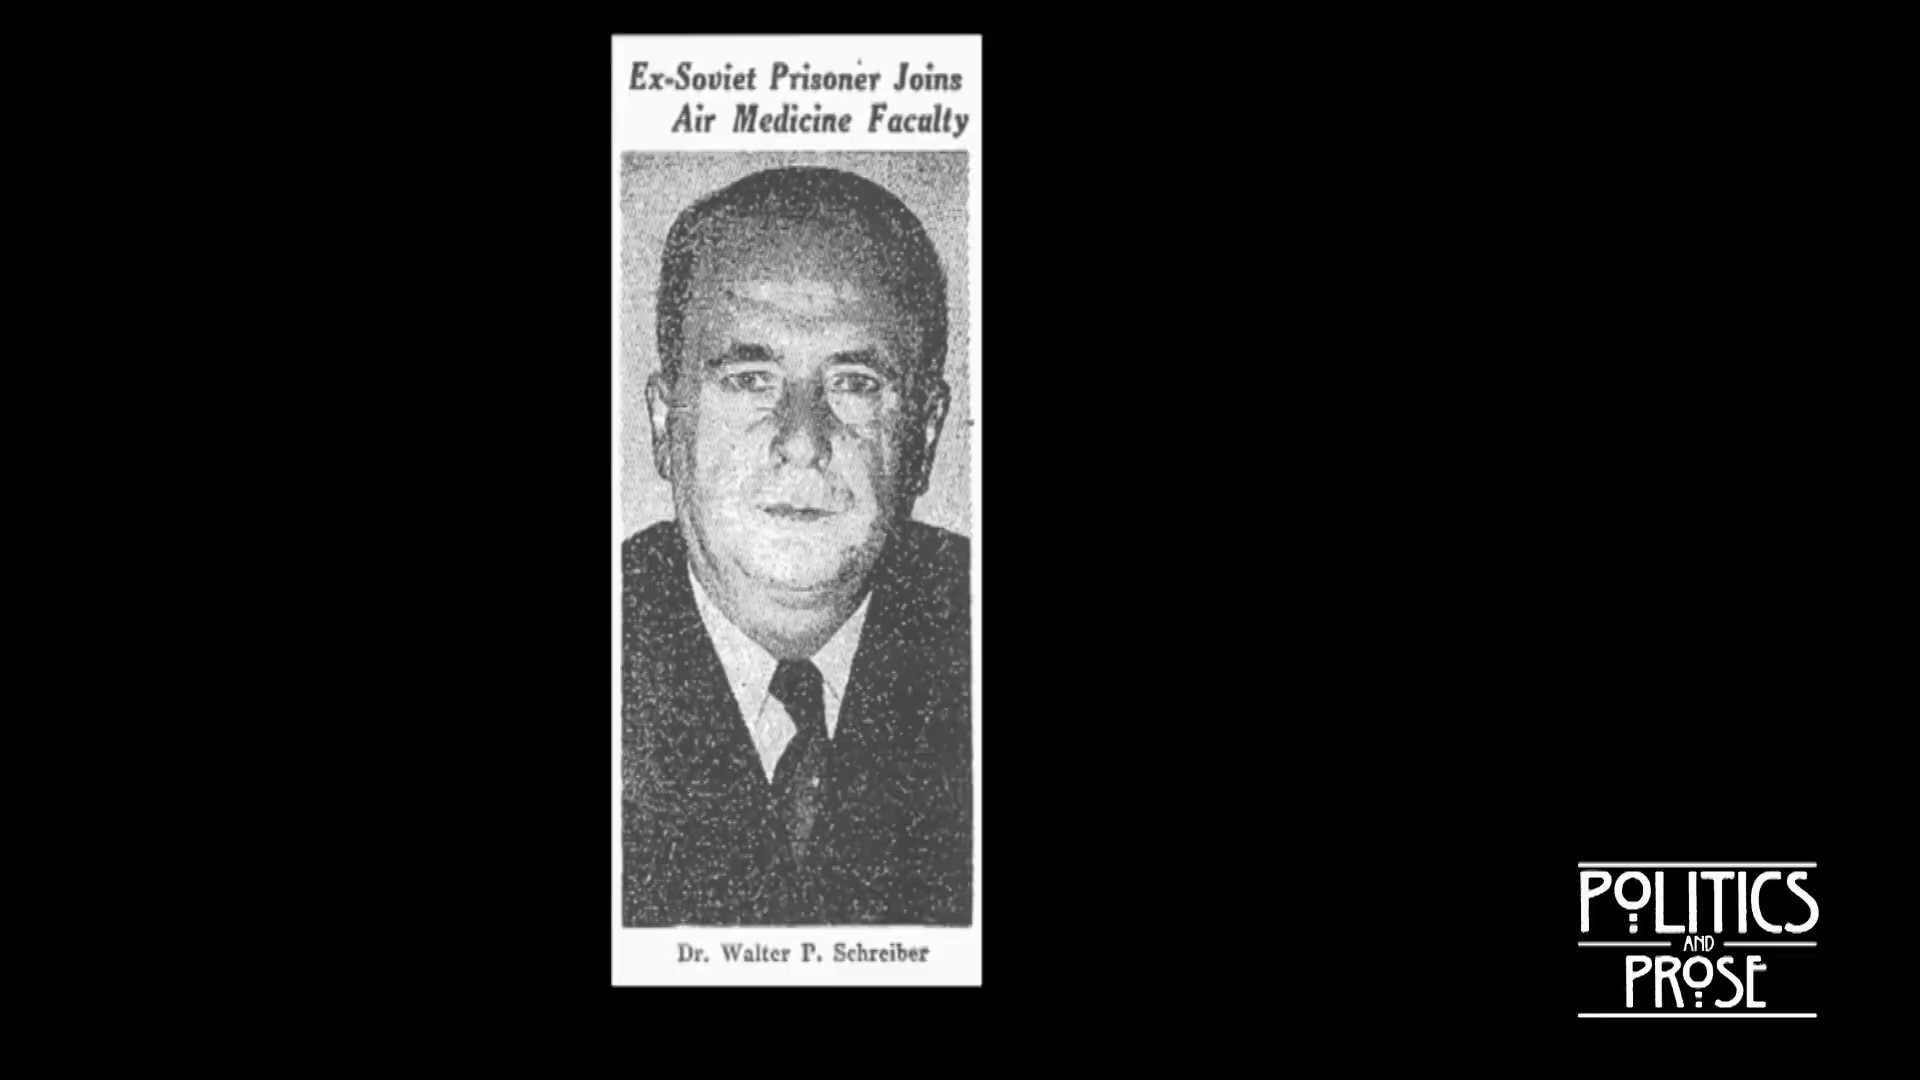 Ex-Soviet Prisoner Joins
Air Medicine Faculty
Dr. Walter P. Schreiber
POLITICS
AND
PROSE